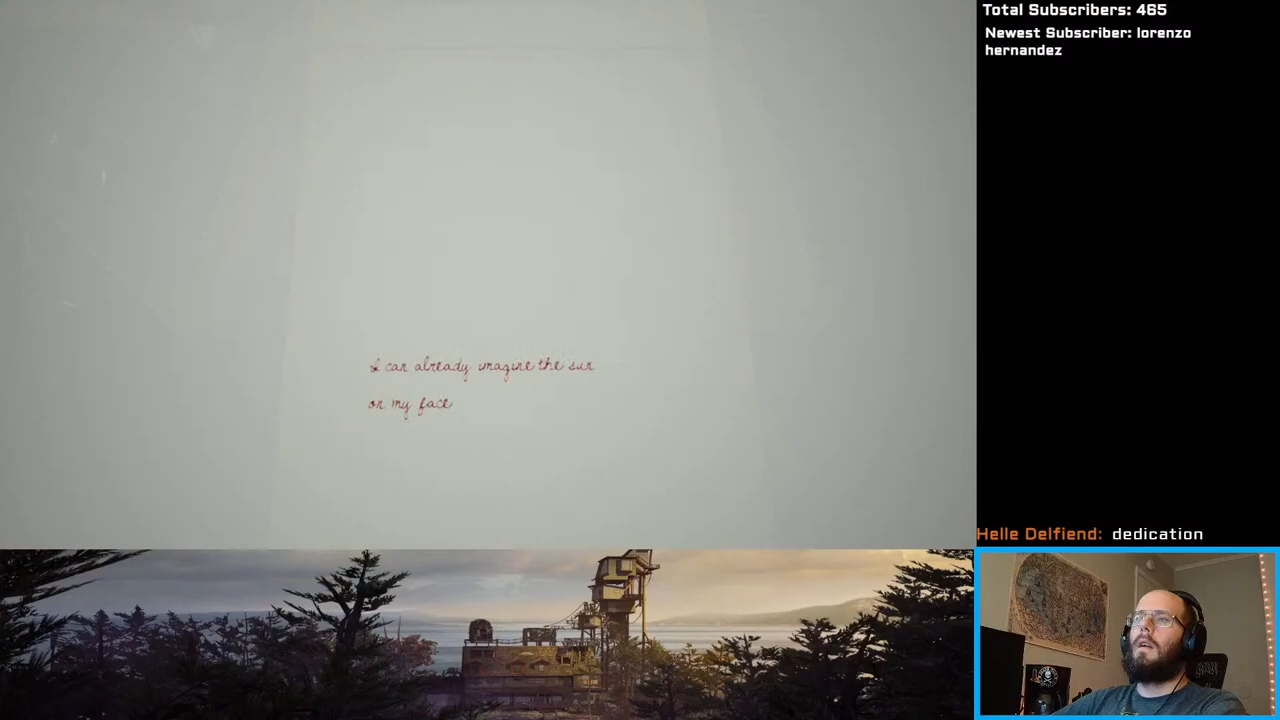 Total Subscribers: 465
Newest Subscriber: lorenzo
hernandez
I can already imagine the sun
on my face
Helle Delfiend: dedication